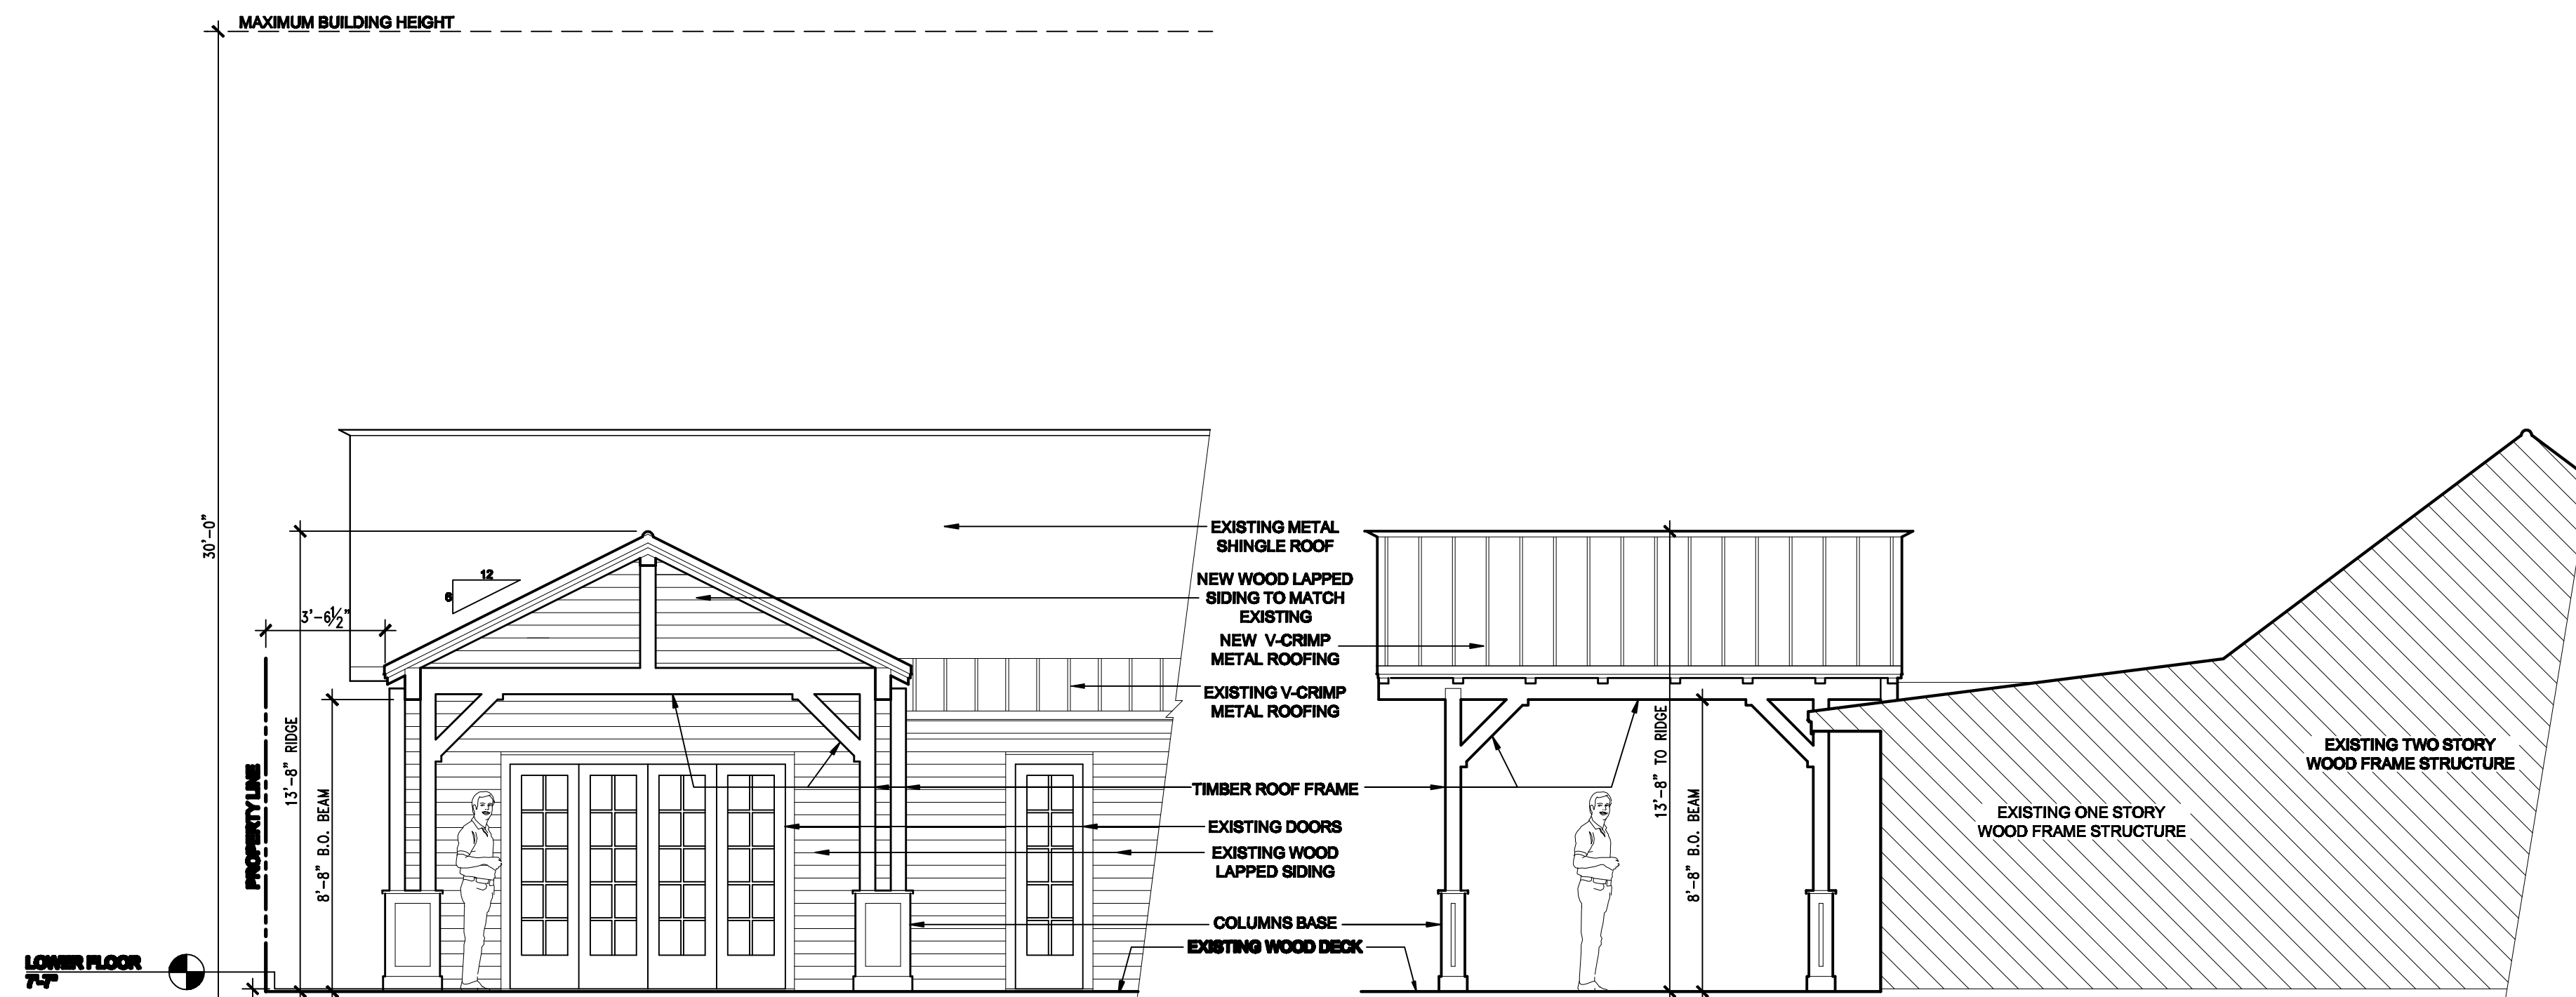 MAXIMUM BUILDING HEIGHT
30'-0"
12
6
3'-6½"
13'-8" RIDGE
8'-8" B.O. BEAM
PROPERTY LINE
LOWER FLOOR
7'-7"
EXISTING METAL
SHINGLE ROOF
NEW WOOD LAPPED
SIDING TO MATCH
EXISTING
NEW V-CRIMP
METAL ROOFING
EXISTING V-CRIMP
METAL ROOFING
TIMBER ROOF FRAME
EXISTING DOORS
EXISTING WOOD
LAPPED SIDING
COLUMNS BASE
EXISTING WOOD DECK
13'-8" TO RIDGE
8'-8" B.O. BEAM
EXISTING ONE STORY
WOOD FRAME STRUCTURE
EXISTING TWO STORY
WOOD FRAME STRUCTURE